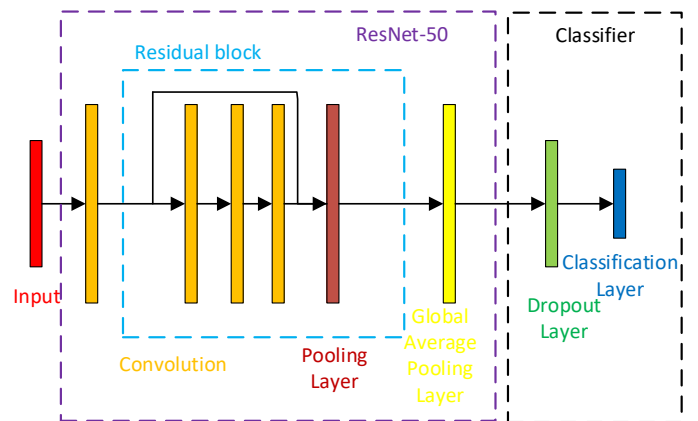 ResNet-50
Classifier
Residual block
Input
Convolution
Pooling
Layer
Global
Average
Pooling
Layer
Dropout
Layer
Classification
Layer